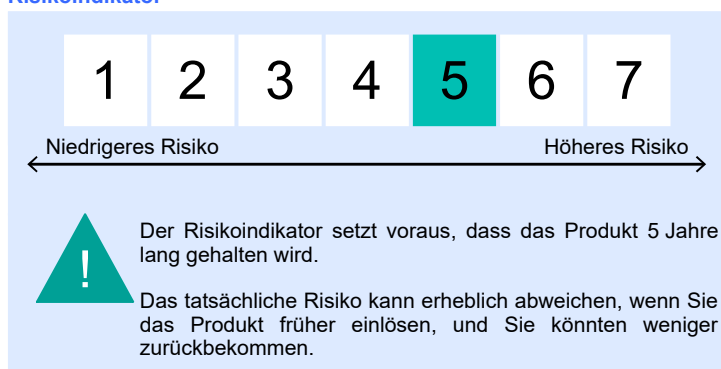 Risikoindikator
1 2 3 4 5 6 7
Niedrigeres Risiko Höheres Risiko
!
Der Risikoindikator setzt voraus, dass das Produkt 5 Jahre
lang gehalten wird.
Das tatsächliche Risiko kann erheblich abweichen, wenn Sie
das Produkt früher einlösen, und Sie könnten weniger
zurückbekommen.